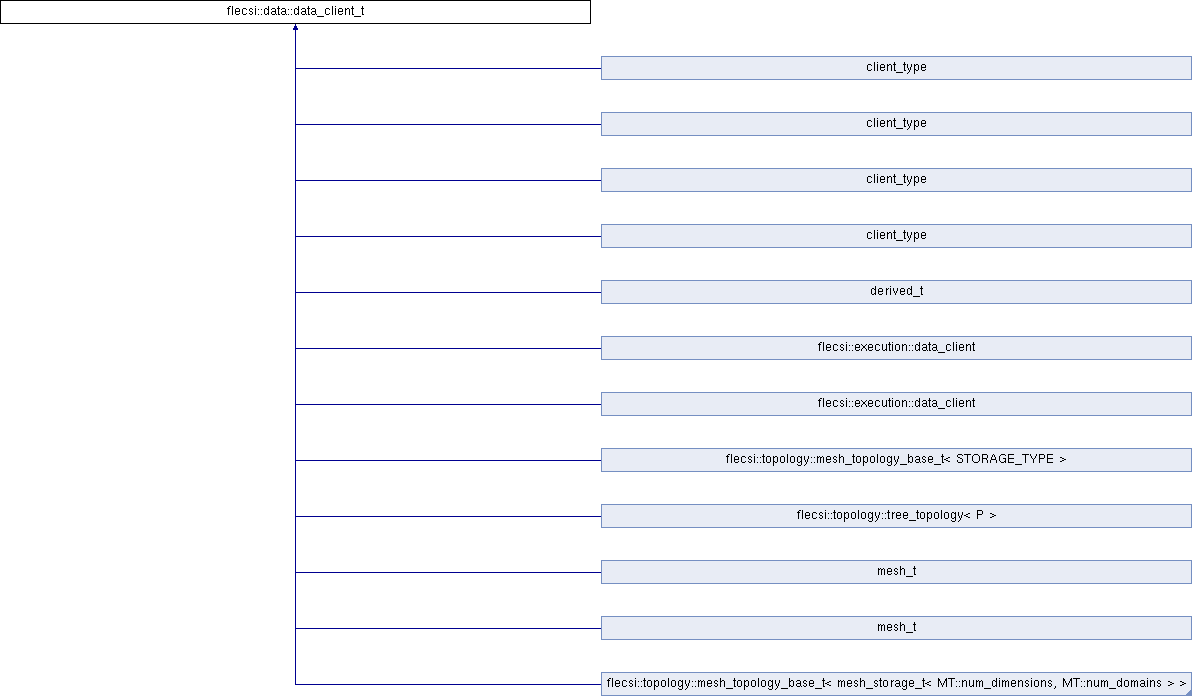 flecsi::data::data_client_t
client_type
client_type
client_type
client_type
derived_t
flecsi::execution::data_client
flecsi::execution::data_client
flecsi::topology::mesh_topology_base_t< STORAGE_TYPE >
flecsi::topology::tree_topology< P >
mesh_t
mesh_t
flecsi::topology::mesh_topology_base_t< mesh_storage_t< MT::num_dimensions, MT::num_domains > >